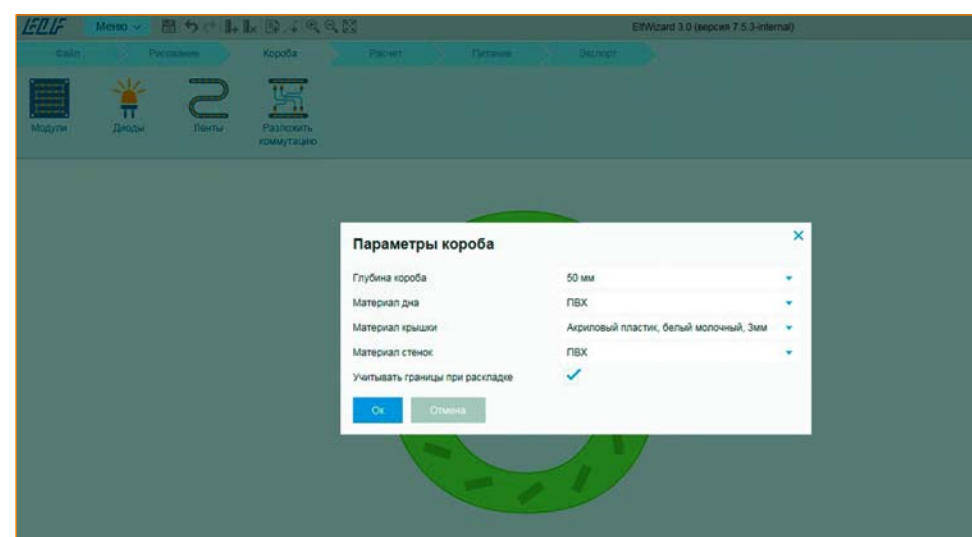 ELF
Меню
ElfWizard 3.0 (версия 7.5.3-internal)
Файл
Рисование
Короба
Расчет
Питание
Экспорт
Модули
Диоды
Ленты
Разложить
коммутацию
Параметры короба
Глубина короба
50 мм
Материал дна
ПВХ
Материал крышки
Акриловый пластик, белый молочный, 3мм
Материал стенок
ПВХ
Учитывать границы при раскладке
Ок
Отмена